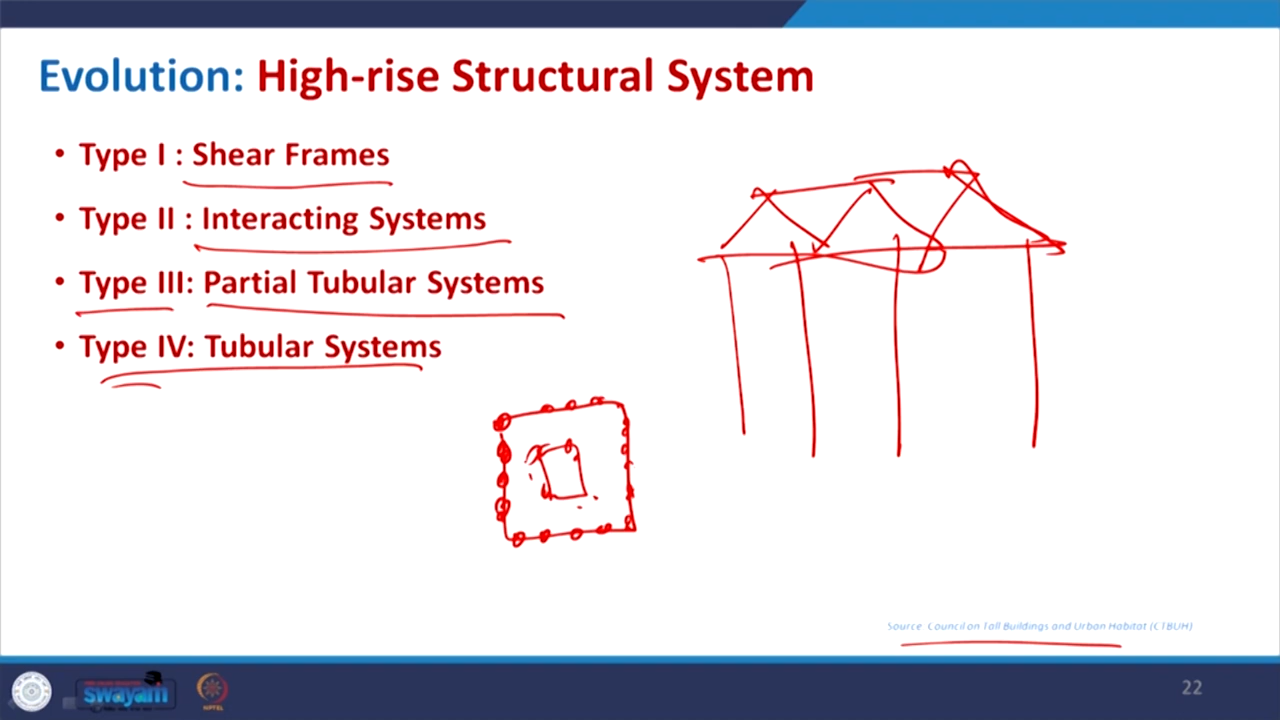 Evolution: High-rise Structural System
• Type I : Shear Frames
• Type II : Interacting Systems
• Type III: Partial Tubular Systems
• Type IV: Tubular Systems
Source: Council on Tall Buildings and Urban Habitat (CTBUH)
swayam
22